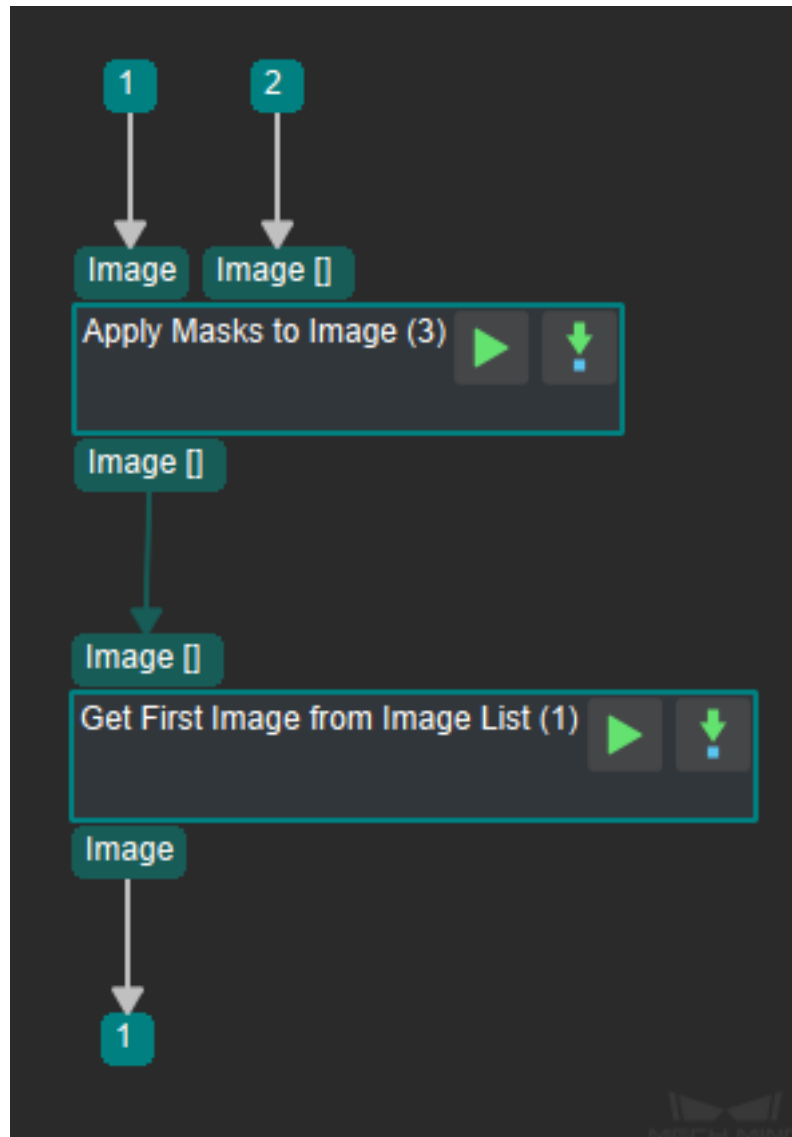 1 2
Image Image []
Apply Masks to Image (3)
Image []
Image []
Get First Image from Image List (1)
Image
1